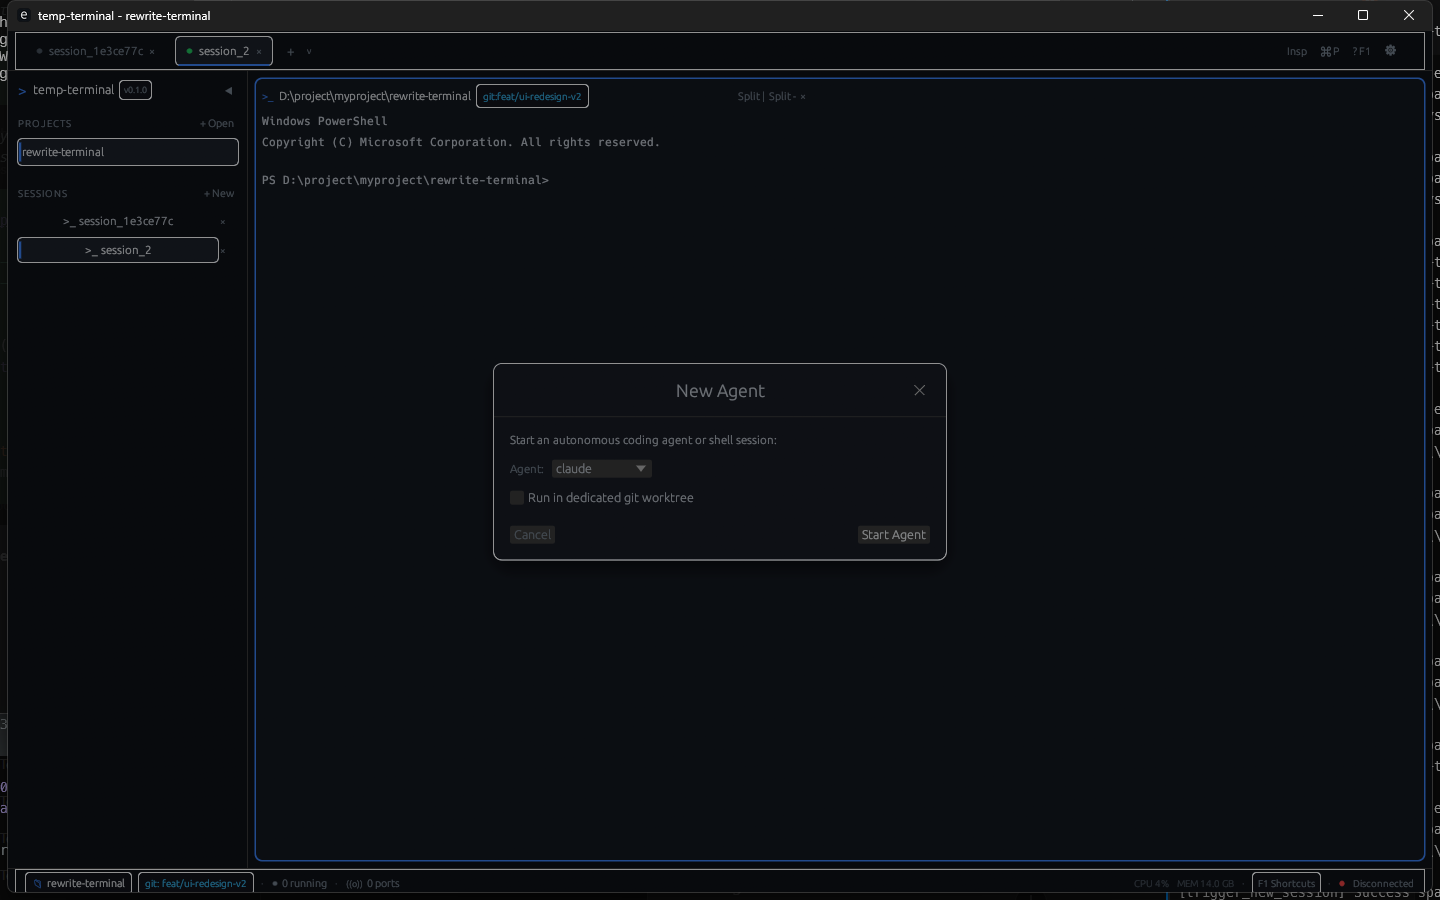 temp-terminal - rewrite-terminal
session_1e3ce77c ×
session_2 ×
+ v
Insp ⌘P ? F1
> temp-terminal v0.1.0 ◀
PROJECTS + Open
rewrite-terminal
SESSIONS + New
>_ session_1e3ce77c ×
>_ session_2 ×
>_ D:\project\myproject\rewrite-terminal git:feat/ui-redesign-v2 Split | Split - ×
Windows PowerShell
Copyright (C) Microsoft Corporation. All rights reserved.
PS D:\project\myproject\rewrite-terminal>
New Agent
Start an autonomous coding agent or shell session:
Agent: claude
Run in dedicated git worktree
Cancel Start Agent
rewrite-terminal git: feat/ui-redesign-v2 · ● 0 running · ((o)) 0 ports
CPU 4% MEM 14.0 GB · F1 Shortcuts · ● Disconnected